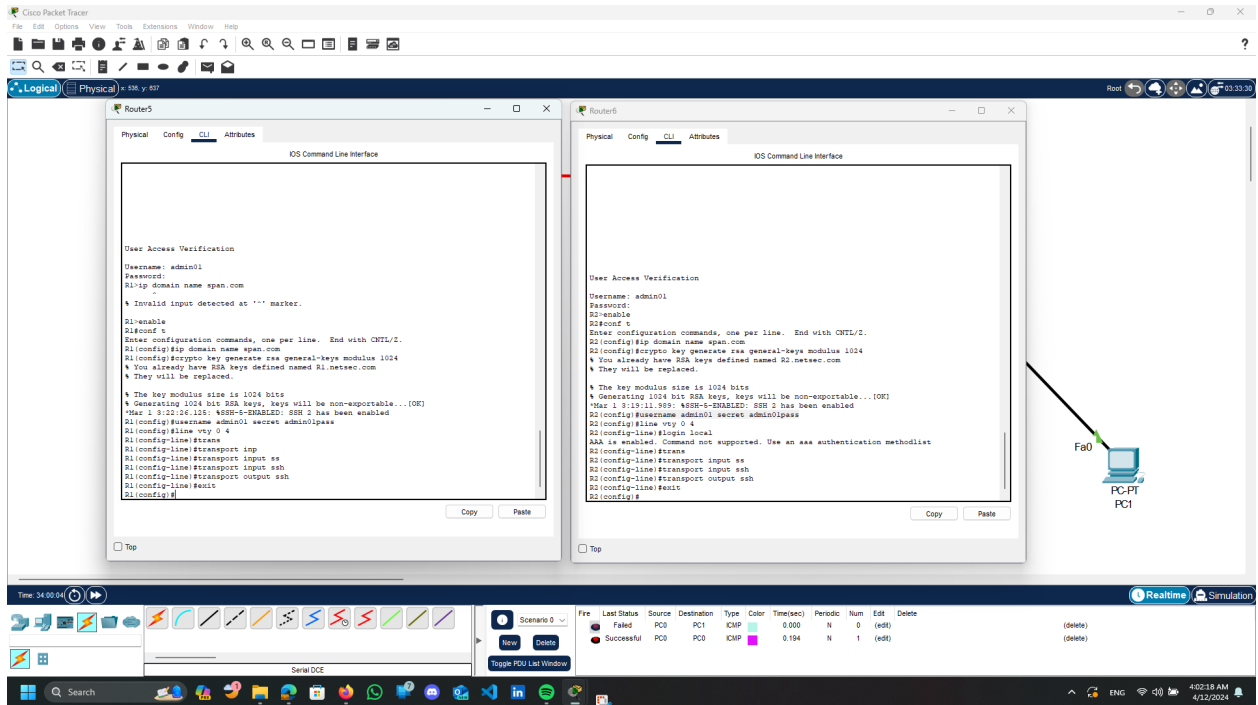 Cisco Packet Tracer
File Edit Options View Tools Extensions Window Help
?
Logical Physical x: 536, y: 637
Root 03:33:30
Router5
Physical Config CLI Attributes
IOS Command Line Interface
User Access Verification
Username: admin01
Password:
R1>ip domain name span.com
^
% Invalid input detected at '^' marker.
R1>enable
R1#conf t
Enter configuration commands, one per line. End with CNTL/Z.
R1(config)#ip domain name span.com
R1(config)#crypto key generate rsa general-keys modulus 1024
% You already have RSA keys defined named R1.netsec.com
% They will be replaced.
% The key modulus size is 1024 bits
% Generating 1024 bit RSA keys, keys will be non-exportable...[OK]
*Mar 1 3:22:26.125: %SSH-5-ENABLED: SSH 2 has been enabled
R1(config)#username admin01 secret admin01pass
R1(config)#line vty 0 4
R1(config-line)#trans
R1(config-line)#transport inp
R1(config-line)#transport input ss
R1(config-line)#transport input ssh
R1(config-line)#transport output ssh
R1(config-line)#exit
R1(config)#
Copy Paste
Top
Router6
Physical Config CLI Attributes
IOS Command Line Interface
User Access Verification
Username: admin01
Password:
R2>enable
R2#conf t
Enter configuration commands, one per line. End with CNTL/Z.
R2(config)#ip domain name span.com
R2(config)#crypto key generate rsa general-keys modulus 1024
% You already have RSA keys defined named R2.netsec.com
% They will be replaced.
% The key modulus size is 1024 bits
% Generating 1024 bit RSA keys, keys will be non-exportable...[OK]
*Mar 1 3:19:11.989: %SSH-5-ENABLED: SSH 2 has been enabled
R2(config)#username admin01 secret admin01pass
R2(config)#line vty 0 4
R2(config-line)#login local
AAA is enabled. Command not supported. Use an aaa authentication methodlist
R2(config-line)#trans
R2(config-line)#transport input ss
R2(config-line)#transport input ssh
R2(config-line)#transport output ssh
R2(config-line)#exit
R2(config)#
Copy Paste
Top
Fa0
PC-PT
PC1
Time: 34:00:04
Realtime Simulation
Scenario 0
New Delete
Toggle PDU List Window
Fire Last Status Source Destination Type Color Time(sec) Periodic Num Edit Delete
Failed PC0 PC1 ICMP 0.000 N 0 (edit) (delete)
Successful PC0 PC0 ICMP 0.194 N 1 (edit) (delete)
Serial DCE
Search
ENG
4:02:18 AM
4/12/2024